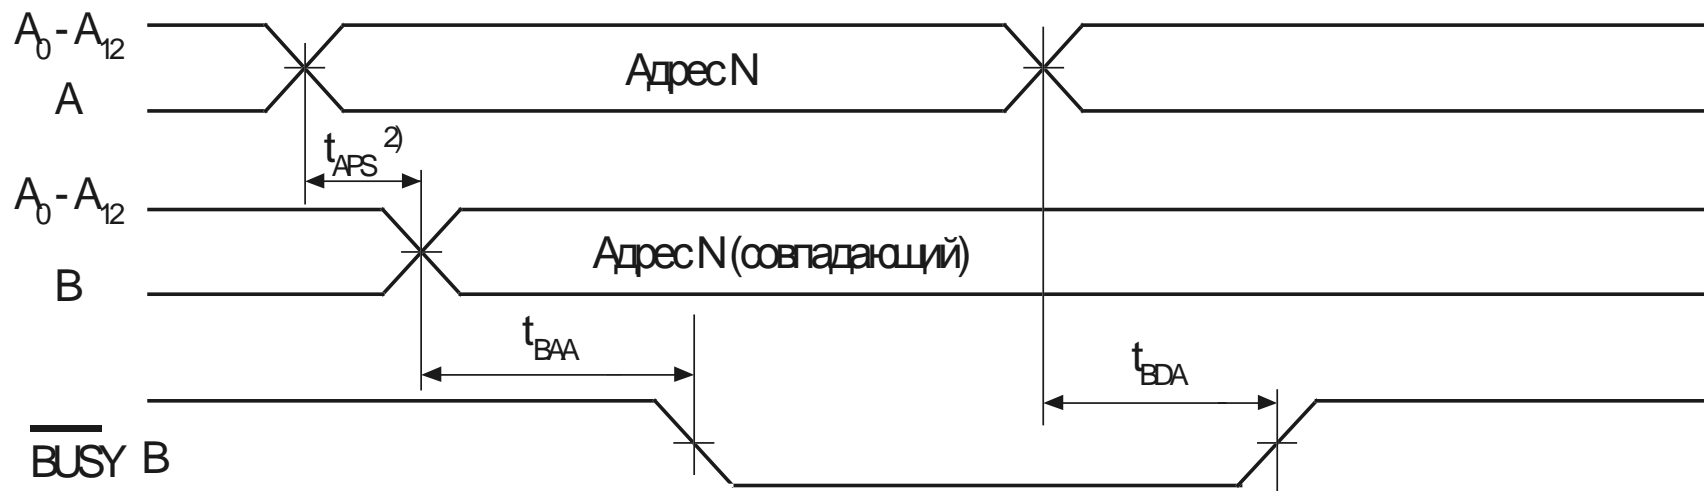 A0 - A12
A
Адрес N
tAPS 2)
A0 - A12
B
Адрес N (совпадающий)
tBAA
tBDA
BUSY B